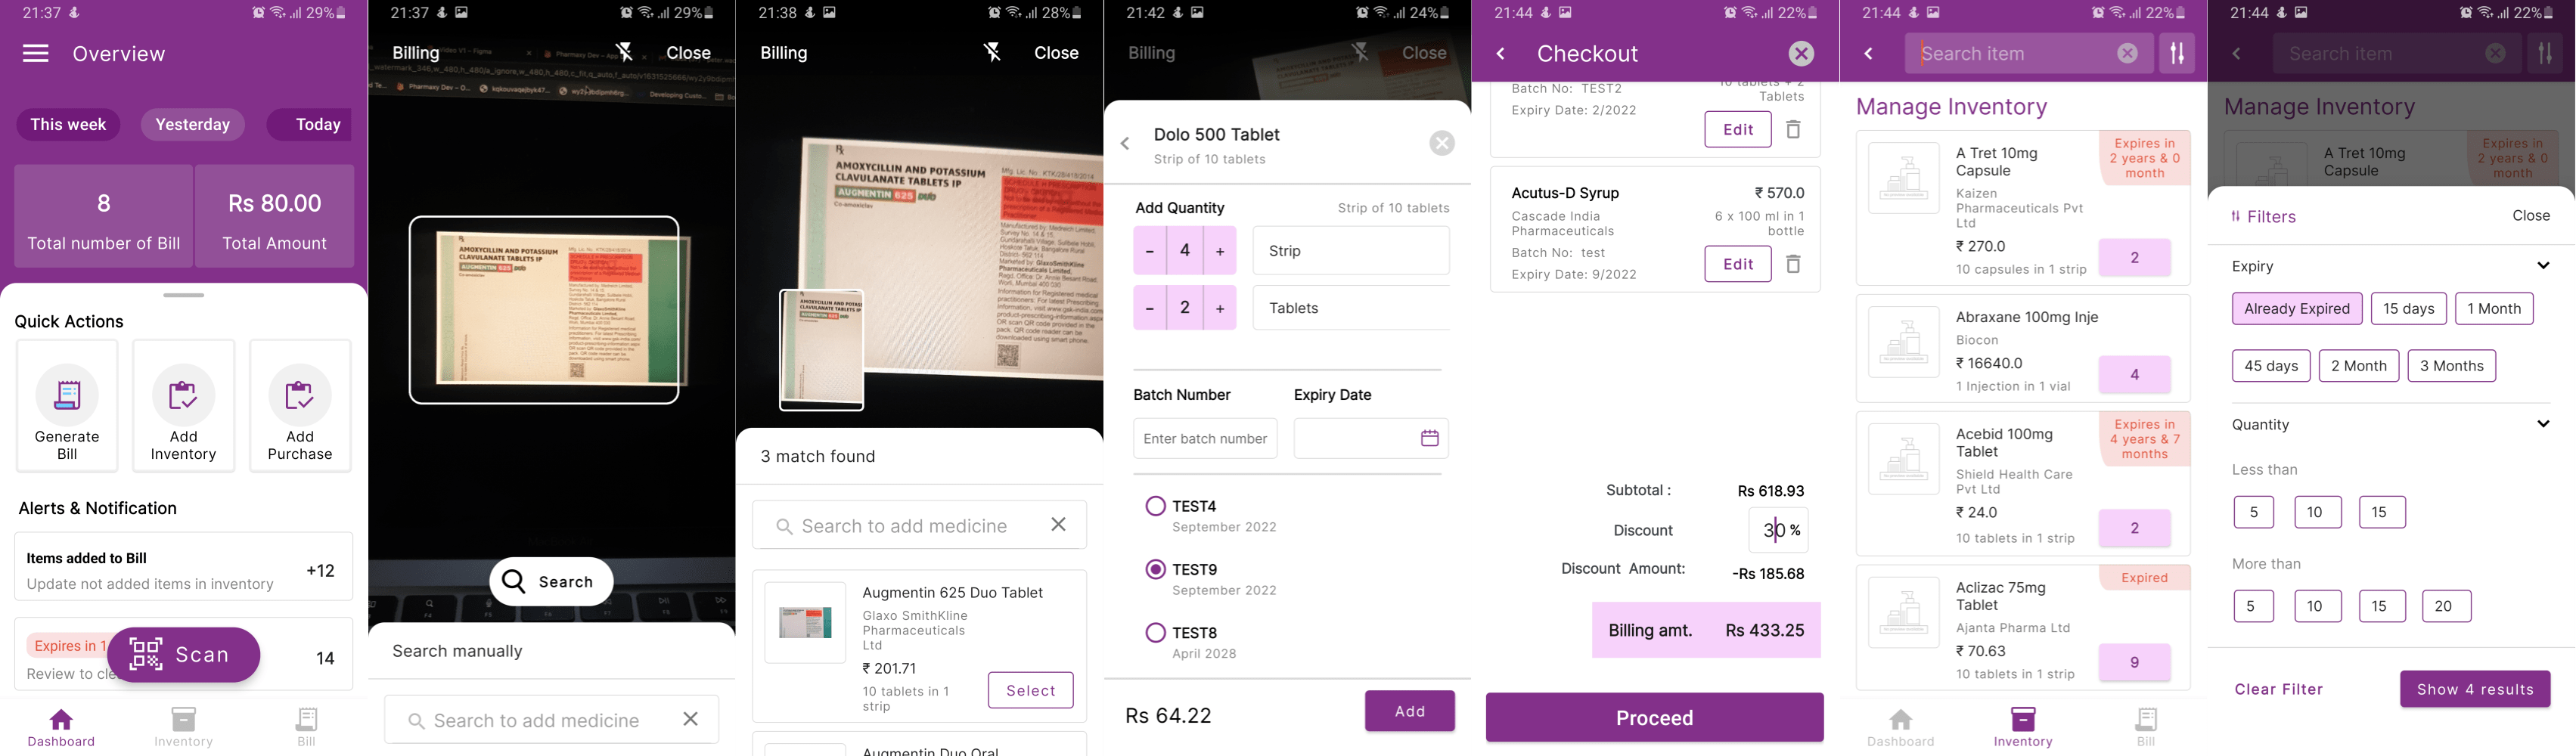 21:37
29%
Overview
This week
Yesterday
Today
8
Total number of Bill
Rs 80.00
Total Amount
Quick Actions
Generate
Bill
Add
Inventory
Add
Purchase
Alerts & Notification
Items added to Bill
Update not added items in inventory
+12
Expires in 1
Review to cle
14
Scan
Dashboard
Inventory
Bill
21:37
29%
Billing
Close
AMOXYCILLIN AND POTASSIUM
CLAVULANATE TABLETS IP
AUGMENTIN 625 DUO
Search
Search manually
Search to add medicine
21:38
28%
Billing
Close
AMOXYCILLIN AND POTASSIUM
CLAVULANATE TABLETS IP
AUGMENTIN 625 DUO
Co-amoxiclav
3 match found
Search to add medicine
Augmentin 625 Duo Tablet
Glaxo SmithKline
Pharmaceuticals
Ltd
₹ 201.71
10 tablets in 1
strip
Select
Augmentin Duo Oral
21:42
24%
Billing
Close
Dolo 500 Tablet
Strip of 10 tablets
Add Quantity
Strip of 10 tablets
- 4 +
Strip
- 2 +
Tablets
Batch Number
Expiry Date
Enter batch number
TEST4
September 2022
TEST9
September 2022
TEST8
April 2028
Rs 64.22
Add
21:44
22%
Checkout
10 tablets + 2
Tablets
Batch No: TEST2
Expiry Date: 2/2022
Edit
Acutus-D Syrup
₹ 570.0
Cascade India
Pharmaceuticals
6 x 100 ml in 1
bottle
Batch No: test
Expiry Date: 9/2022
Edit
Subtotal :
Rs 618.93
Discount
30 %
Discount Amount:
-Rs 185.68
Billing amt.
Rs 433.25
Proceed
21:44
22%
Search item
Manage Inventory
A Tret 10mg
Capsule
Expires in
2 years & 0
month
Kaizen
Pharmaceuticals Pvt
Ltd
₹ 270.0
10 capsules in 1 strip
2
Abraxane 100mg Inje
Biocon
₹ 16640.0
1 Injection in 1 vial
4
Acebid 100mg
Tablet
Expires in
4 years & 7
months
Shield Health Care
Pvt Ltd
₹ 24.0
10 tablets in 1 strip
2
Aclizac 75mg
Tablet
Expired
Ajanta Pharma Ltd
₹ 70.63
10 tablets in 1 strip
9
Dashboard
Inventory
Bill
21:44
22%
Search item
Manage Inventory
A Tret 10mg
Capsule
Expires in
2 years & 0
month
Filters
Close
Expiry
Already Expired
15 days
1 Month
45 days
2 Month
3 Months
Quantity
Less than
5
10
15
More than
5
10
15
20
Clear Filter
Show 4 results